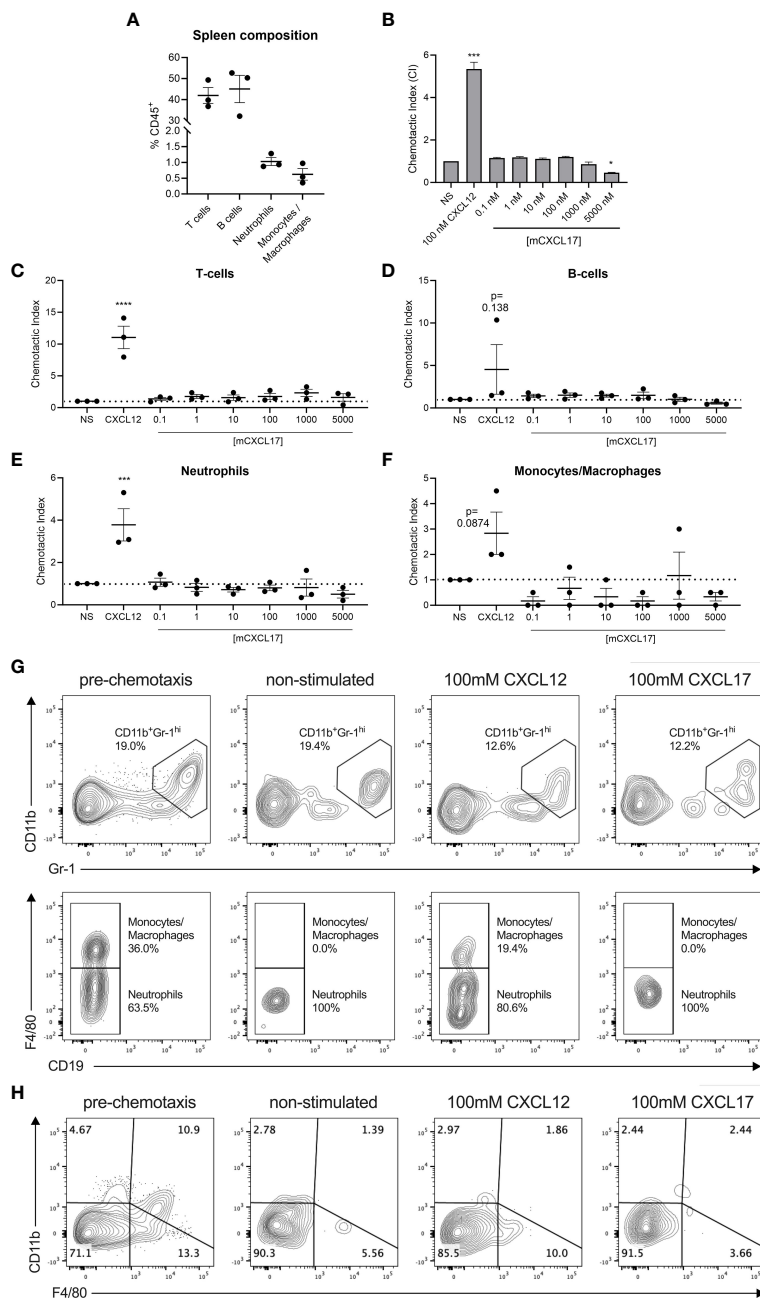 A
Spleen composition
% CD45+
60
50
40
30
2.0
1.5
1.0
0.5
0.0
T cells
B cells
Neutrophils
Monocytes /
Macrophages
B
Chemotactic Index (CI)
6
4
2
0
***
*
NS
100 nM CXCL12
0.1 nM
1 nM
10 nM
100 nM
1000 nM
5000 nM
[mCXCL17]
C
T-cells
Chemotactic Index
20
15
10
5
0
****
NS
CXCL12
0.1
1
10
100
1000
5000
[mCXCL17]
D
B-cells
Chemotactic Index
15
10
5
0
p=
0.138
NS
CXCL12
0.1
1
10
100
1000
5000
[mCXCL17]
E
Neutrophils
Chemotactic Index
6
4
2
0
***
NS
CXCL12
0.1
1
10
100
1000
5000
[mCXCL17]
F
Monocytes/Macrophages
Chemotactic Index
5
4
3
2
1
0
p=
0.0874
NS
CXCL12
0.1
1
10
100
1000
5000
[mCXCL17]
G
pre-chemotaxis
non-stimulated
100mM CXCL12
100mM CXCL17
CD11b+Gr-1hi
19.0%
CD11b+Gr-1hi
19.4%
CD11b+Gr-1hi
12.6%
CD11b+Gr-1hi
12.2%
CD11b
Gr-1
Monocytes/
Macrophages
36.0%
Neutrophils
63.5%
Monocytes/
Macrophages
0.0%
Neutrophils
100%
Monocytes/
Macrophages
19.4%
Neutrophils
80.6%
Monocytes/
Macrophages
0.0%
Neutrophils
100%
F4/80
CD19
H
pre-chemotaxis
non-stimulated
100mM CXCL12
100mM CXCL17
4.67 10.9
71.1 13.3
2.78 1.39
90.3 5.56
2.97 1.86
85.5 10.0
2.44 2.44
91.5 3.66
CD11b
F4/80